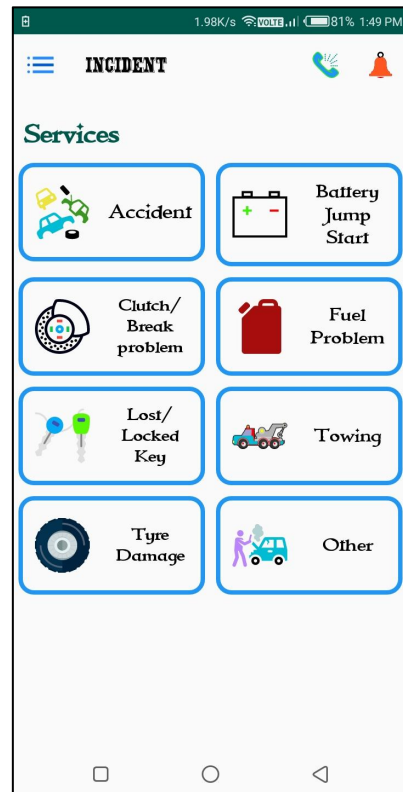 1.98K/s VOLTE 81% 1:49 PM
INCIDENT
Services
Accident
Battery
Jump
Start
Clutch/
Break
problem
Fuel
Problem
Lost/
Locked
Key
Towing
Tyre
Damage
Other